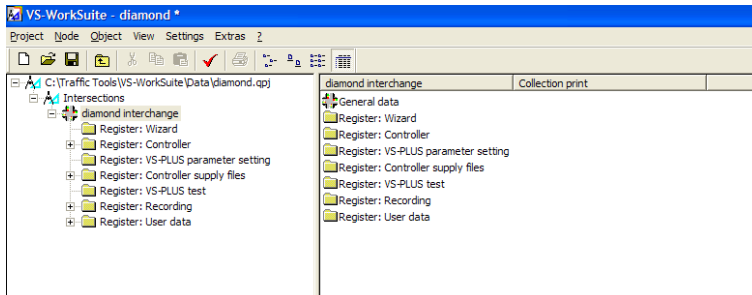 VS-WorkSuite - diamond *
Project Node Object View Settings Extras ?
C:\Traffic Tools\VS-WorkSuite\Data\diamond.qpj
Intersections
diamond interchange
Register: Wizard
Register: Controller
Register: VS-PLUS parameter setting
Register: Controller supply files
Register: VS-PLUS test
Register: Recording
Register: User data
diamond interchange Collection print
General data
Register: Wizard
Register: Controller
Register: VS-PLUS parameter setting
Register: Controller supply files
Register: VS-PLUS test
Register: Recording
Register: User data